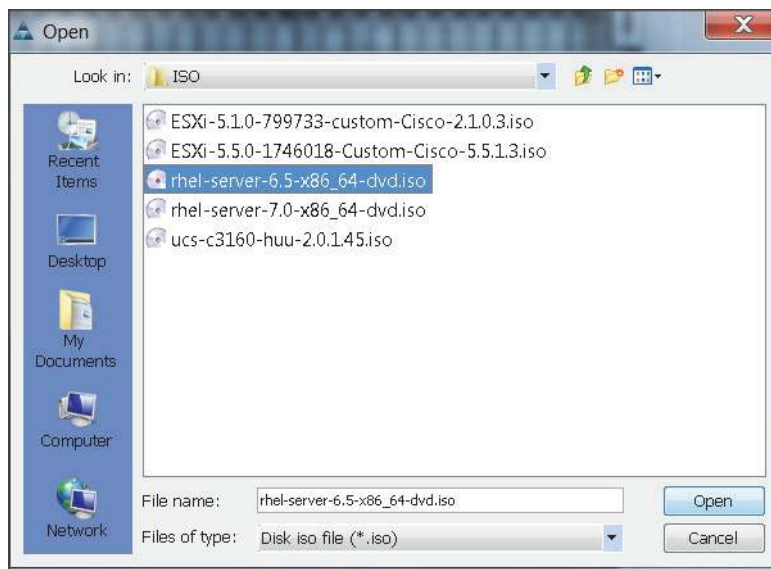 Open
X
Look in:
ISO
Recent
Items
Desktop
My
Documents
Computer
Network
ESXi-5.1.0-799733-custom-Cisco-2.1.0.3.iso
ESXi-5.5.0-1746018-Custom-Cisco-5.5.1.3.iso
rhel-server-6.5-x86_64-dvd.iso
rhel-server-7.0-x86_64-dvd.iso
ucs-c3160-huu-2.0.1.45.iso
File name:
rhel-server-6.5-x86_64-dvd.iso
Open
Files of type:
Disk iso file (*.iso)
Cancel